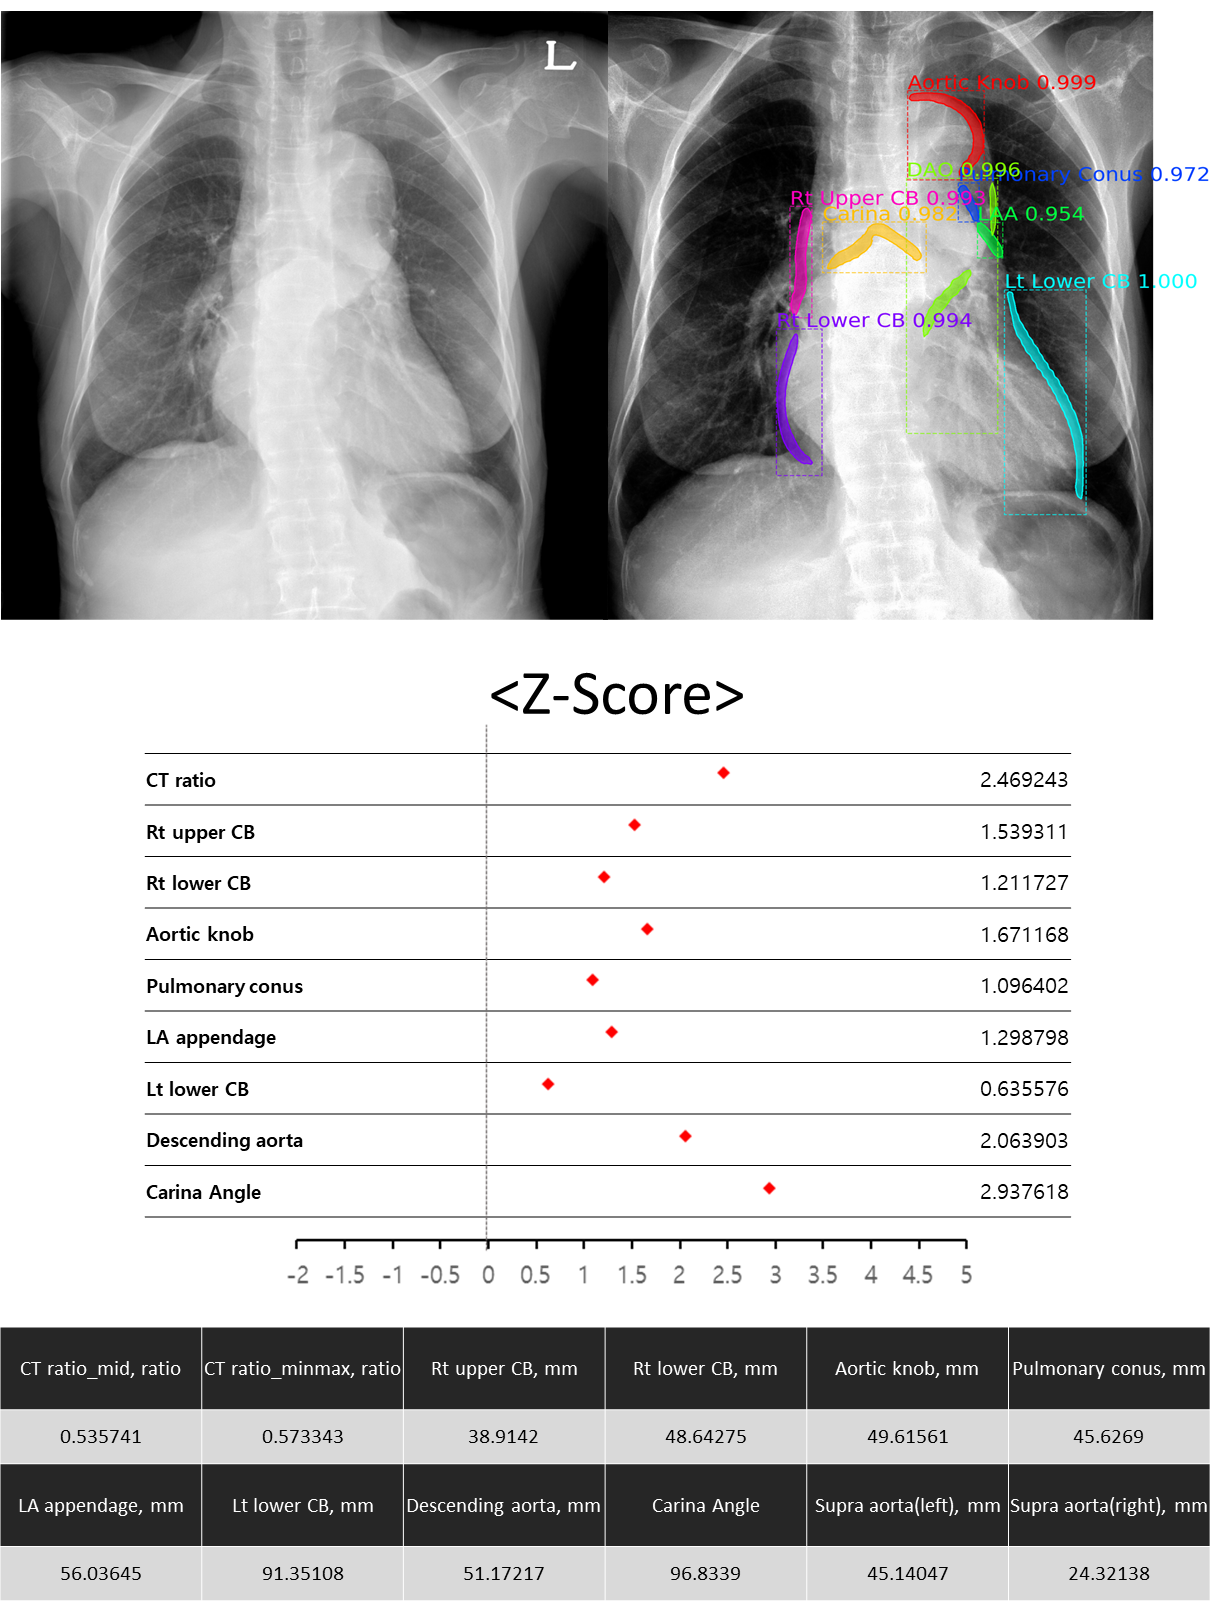 L
Aortic Knob 0.999
DAO 0.996
Pulmonary Conus 0.972
Rt Upper CB 0.993
Carina 0.982
LAA 0.954
Lt Lower CB 1.000
Rt Lower CB 0.994
<Z-Score>
CT ratio 2.469243
Rt upper CB 1.539311
Rt lower CB 1.211727
Aortic knob 1.671168
Pulmonary conus 1.096402
LA appendage 1.298798
Lt lower CB 0.635576
Descending aorta 2.063903
Carina Angle 2.937618
-2 -1.5 -1 -0.5 0 0.5 1 1.5 2 2.5 3 3.5 4 4.5 5
CT ratio_mid, ratio CT ratio_minmax, ratio Rt upper CB, mm Rt lower CB, mm Aortic knob, mm Pulmonary conus, mm
0.535741 0.573343 38.9142 48.64275 49.61561 45.6269
LA appendage, mm Lt lower CB, mm Descending aorta, mm Carina Angle Supra aorta(left), mm Supra aorta(right), mm
56.03645 91.35108 51.17217 96.8339 45.14047 24.32138